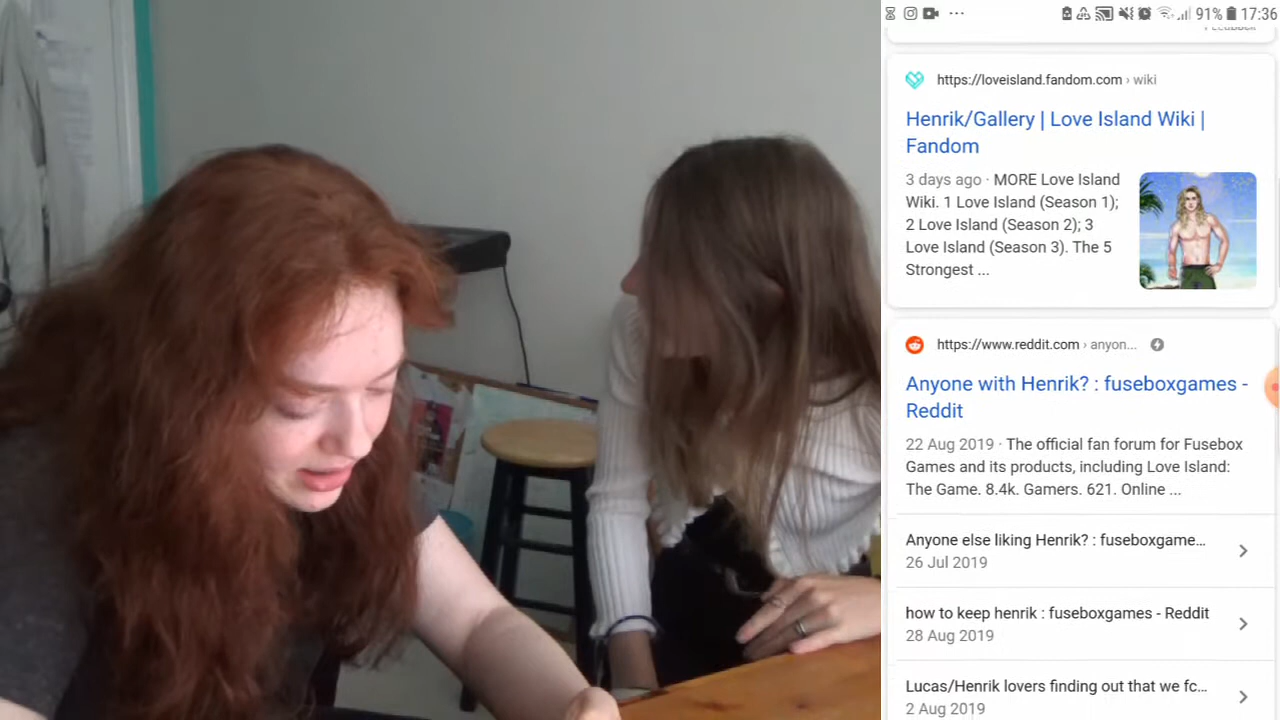 91% 17:36
Feedback
https://loveisland.fandom.com › wiki
Henrik/Gallery | Love Island Wiki |
Fandom
3 days ago · MORE Love Island
Wiki. 1 Love Island (Season 1);
2 Love Island (Season 2); 3
Love Island (Season 3). The 5
Strongest ...
https://www.reddit.com › anyon...
Anyone with Henrik? : fuseboxgames -
Reddit
22 Aug 2019 · The official fan forum for Fusebox
Games and its products, including Love Island:
The Game. 8.4k. Gamers. 621. Online ...
Anyone else liking Henrik? : fuseboxgame...
26 Jul 2019
how to keep henrik : fuseboxgames - Reddit
28 Aug 2019
Lucas/Henrik lovers finding out that we fc...
2 Aug 2019